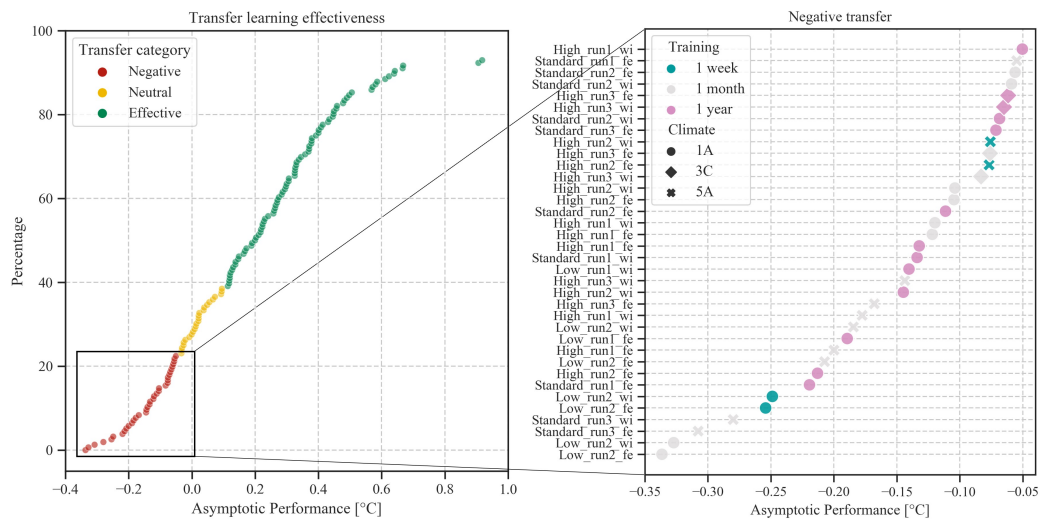 Transfer learning effectiveness
100
80
60
40
20
0
Percentage
Transfer category
Negative
Neutral
Effective
−0.4
−0.2
0.0
0.2
0.4
0.6
0.8
1.0
Asymptotic Performance [°C]
Negative transfer
High_run1_wi
Standard_run1_fe
Standard_run2_fe
Standard_run2_wi
High_run3_fe
High_run3_wi
Standard_run2_wi
Standard_run3_fe
High_run2_wi
High_run3_fe
High_run2_fe
High_run3_wi
High_run2_wi
High_run2_fe
Standard_run2_fe
High_run1_wi
High_run1_fe
High_run1_fe
Standard_run1_wi
Low_run1_wi
High_run3_wi
High_run2_wi
High_run3_fe
High_run1_wi
Low_run2_wi
Low_run1_fe
High_run1_fe
Low_run2_fe
High_run2_fe
Standard_run1_fe
Low_run2_wi
Low_run2_fe
Standard_run3_wi
Standard_run3_fe
Low_run2_wi
Low_run2_fe
Training
1 week
1 month
1 year
Climate
1A
3C
5A
−0.35
−0.30
−0.25
−0.20
−0.15
−0.10
−0.05
Asymptotic Performance [°C]